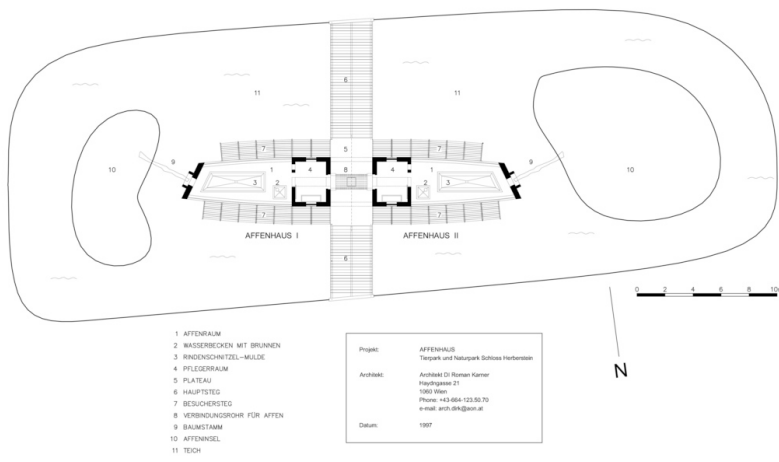 6
11
11
5
7
7
9
1
4
8
4
1
9
10
3
2
2
3
10
7
7
AFFENHAUS I
AFFENHAUS II
6
0 2 4 6 8 10
N
1 AFFENRAUM
2 WASSERBECKEN MIT BRUNNEN
3 RINDENSCHNITZEL-MULDE
4 PFLEGERRAUM
5 PLATEAU
6 HAUPTSTEG
7 BESUCHERSTEG
8 VERBINDUNGSROHR FÜR AFFEN
9 BAUMSTAMM
10 AFFENINSEL
11 TEICH
Projekt: AFFENHAUS
Tierpark und Naturpark Schloss Herberstein
Architekt: Architekt DI Roman Karner
Haydngasse 21
1060 Wien
Phone: +43-664-123.50.70
e-mail: arch.dirk@aon.at
Datum: 1997